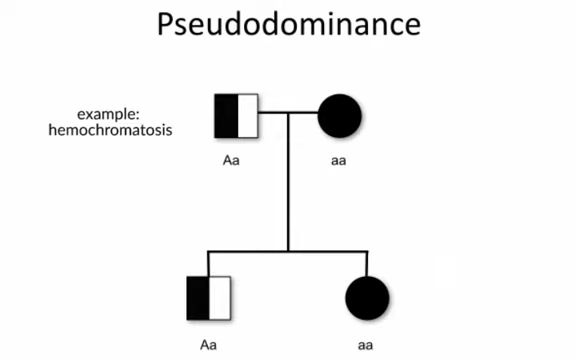 Pseudodominance
example:
hemochromatosis
Aa
aa
Aa
aa